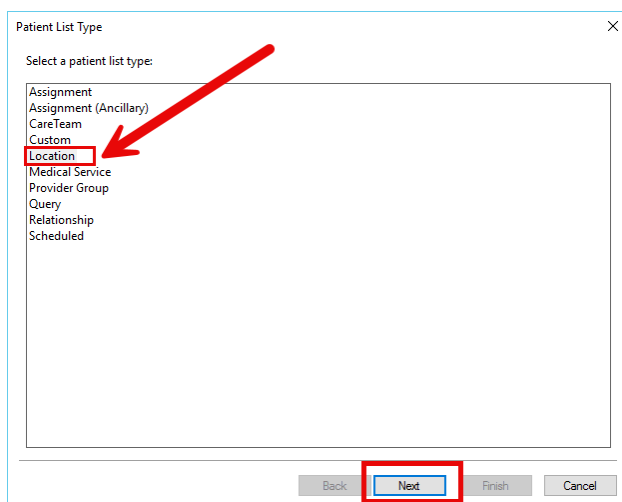 Patient List Type
Select a patient list type:
Assignment
Assignment (Ancillary)
CareTeam
Custom
Location
Medical Service
Provider Group
Query
Relationship
Scheduled
Back Next Finish Cancel